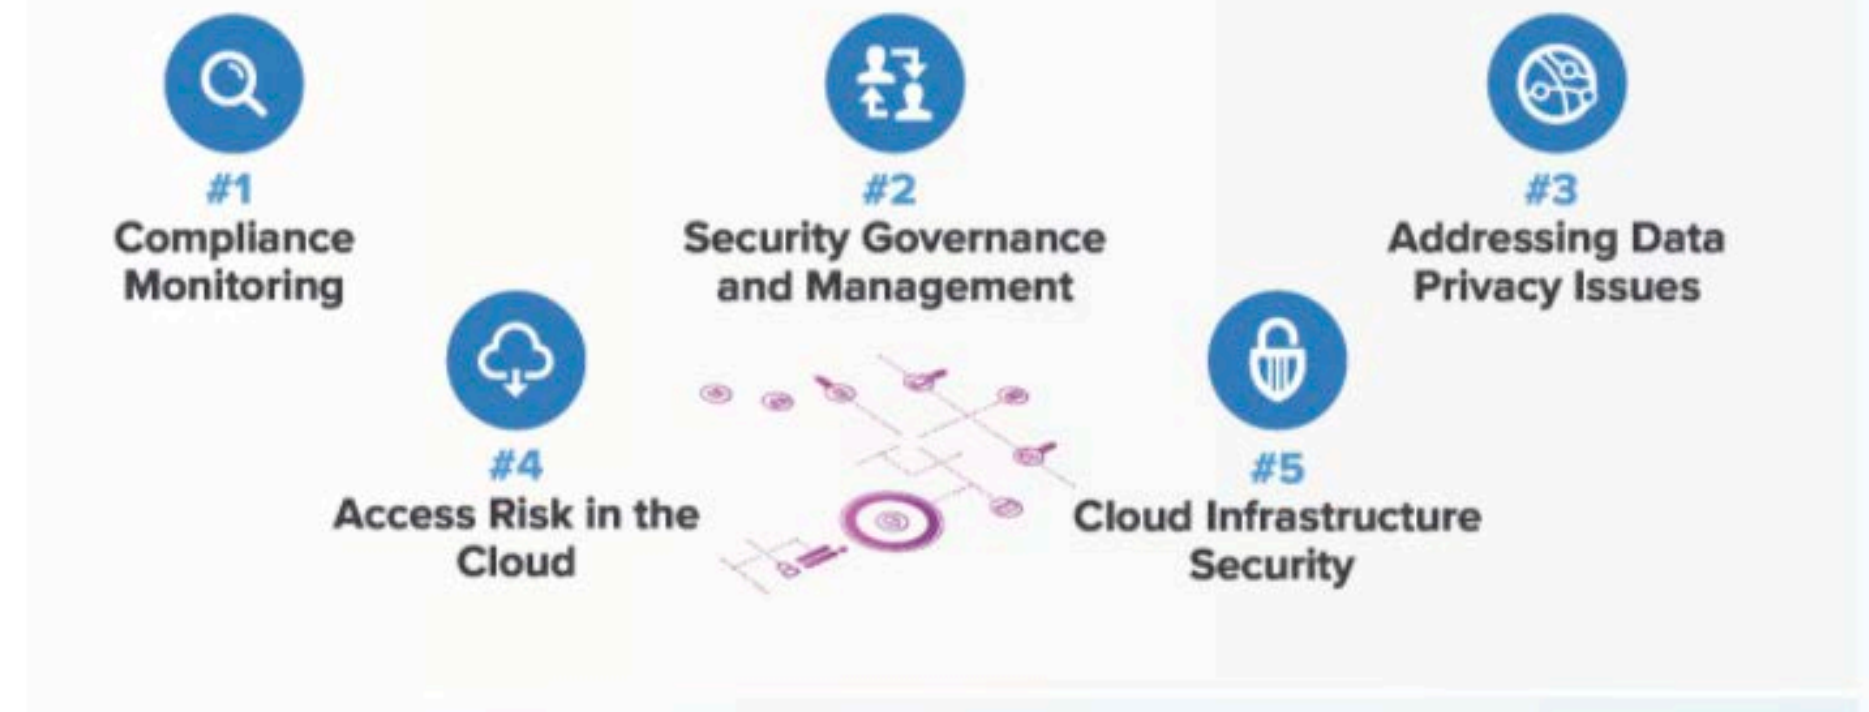 #1
Compliance
Monitoring
#2
Security Governance
and Management
#3
Addressing Data
Privacy Issues
#4
Access Risk in the
Cloud
#5
Cloud Infrastructure
Security